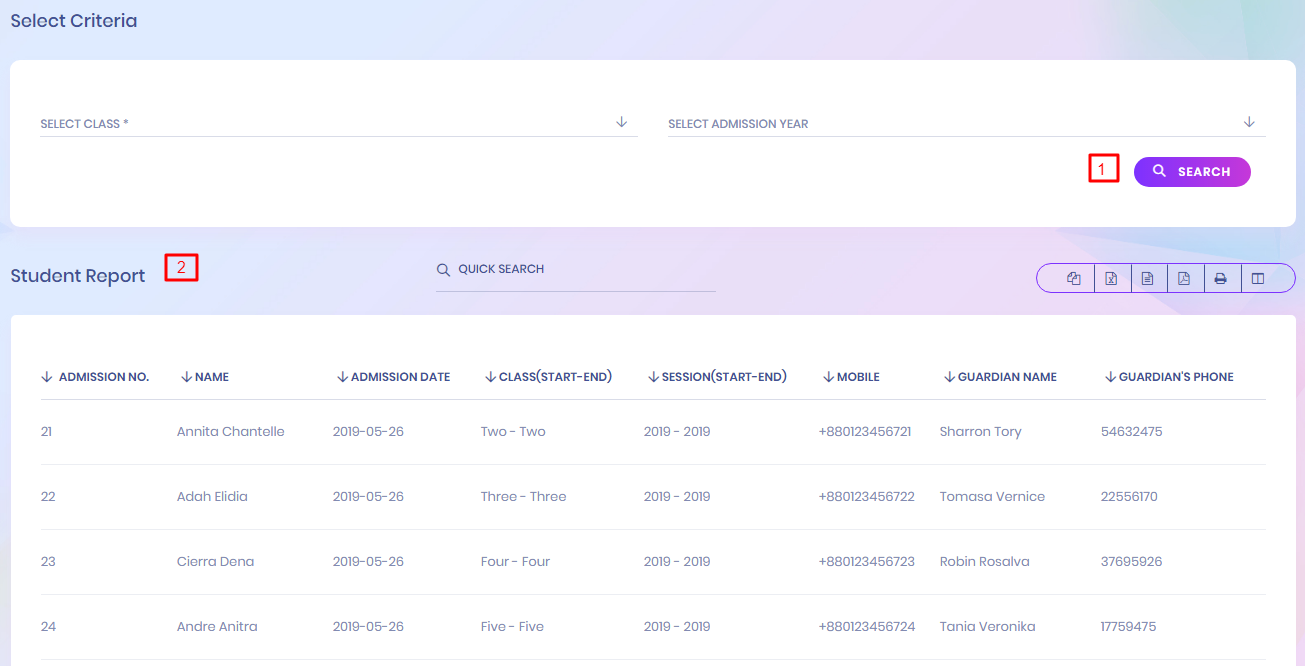 Select Criteria
SELECT CLASS * SELECT ADMISSION YEAR
1 SEARCH
Student Report 2 QUICK SEARCH
ADMISSION NO. NAME ADMISSION DATE CLASS(START-END) SESSION(START-END) MOBILE GUARDIAN NAME GUARDIAN'S PHONE
21 Annita Chantelle 2019-05-26 Two - Two 2019 - 2019 +880123456721 Sharron Tory 54632475
22 Adah Elidia 2019-05-26 Three - Three 2019 - 2019 +880123456722 Tomasa Vernice 22556170
23 Cierra Dena 2019-05-26 Four - Four 2019 - 2019 +880123456723 Robin Rosalva 37695926
24 Andre Anitra 2019-05-26 Five - Five 2019 - 2019 +880123456724 Tania Veronika 17759475